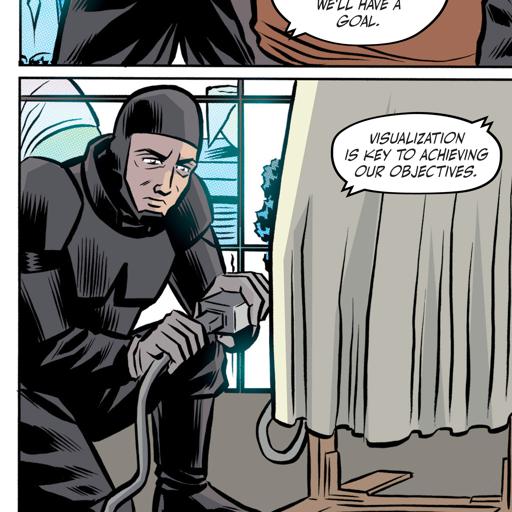 WE'LL HAVE A
GOAL.
VISUALIZATION
IS KEY TO ACHIEVING
OUR OBJECTIVES.